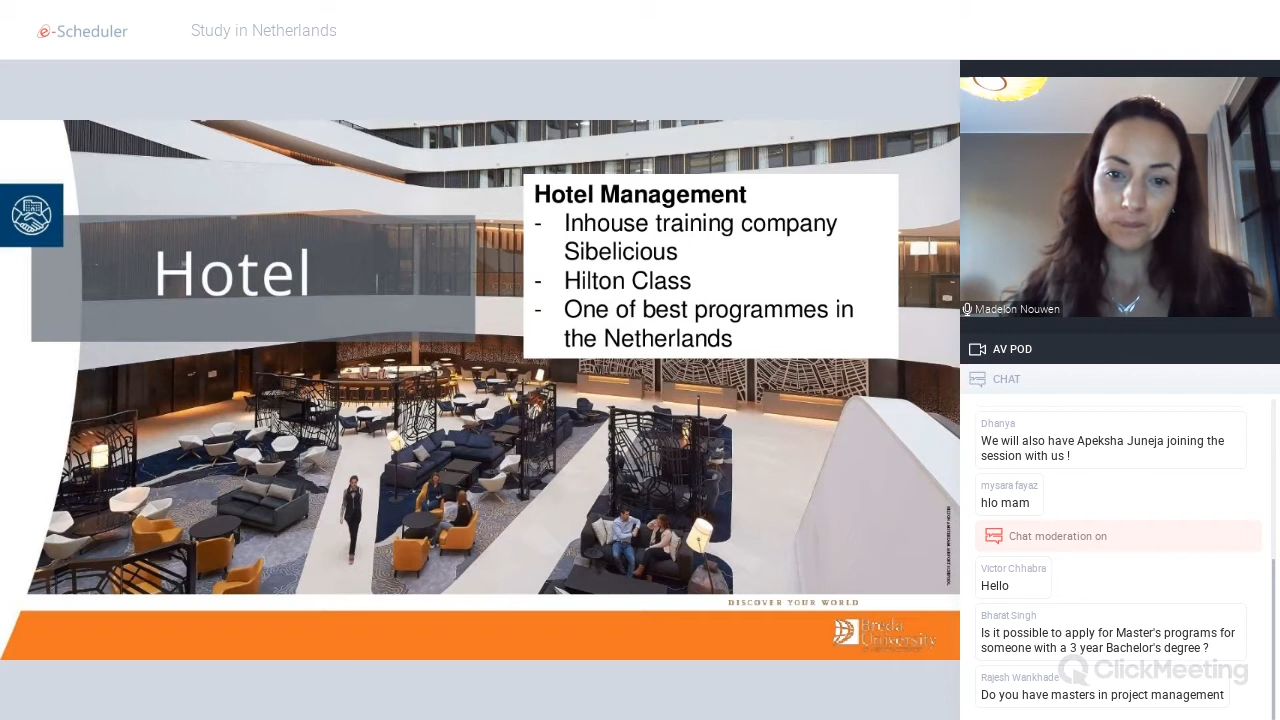 e-Scheduler
Study in Netherlands
Hotel
Hotel Management
- Inhouse training company
Sibelicious
- Hilton Class
- One of best programmes in
the Netherlands
DISCOVER YOUR WORLD
Breda
University
Madelon Nouwen
AV POD
CHAT
Dhanya
We will also have Apeksha Juneja joining the
session with us !
mysara fayaz
hlo mam
Chat moderation on
Victor Chhabra
Hello
Bharat Singh
Is it possible to apply for Master's programs for
someone with a 3 year Bachelor's degree ?
Rajesh Wankhade
Do you have masters in project management
ClickMeeting